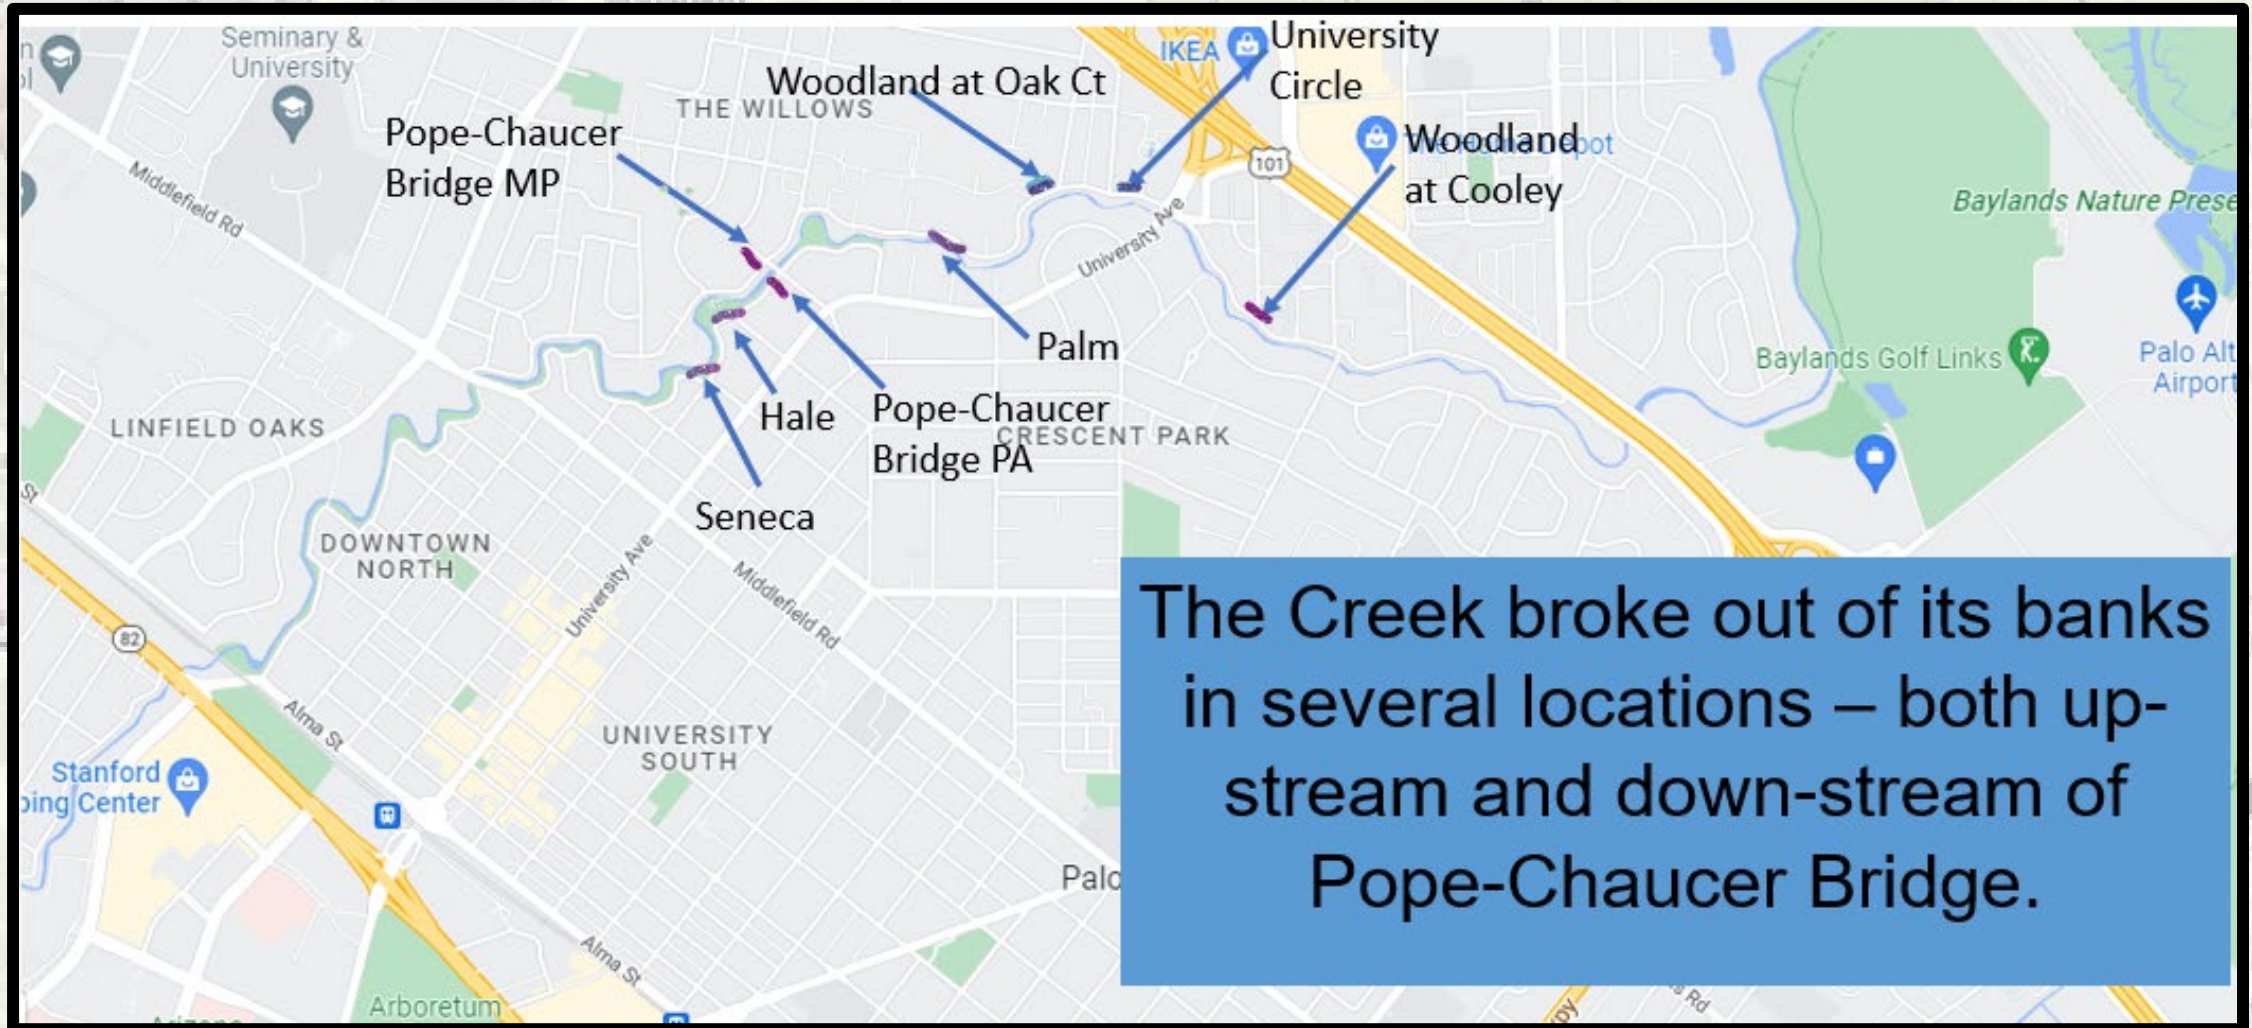 Seminary &
University
IKEA
University
Circle
Woodland at Oak Ct
THE WILLOWS
Pope-Chaucer
Bridge MP
Woodland
at Cooley
Depot
101
Middlefield Rd
University Ave
Baylands Nature Prese
Palm
Baylands Golf Links
Palo Alt
Airport
Hale
Pope-Chaucer
Bridge PA
CRESCENT PARK
LINFIELD OAKS
Seneca
St
DOWNTOWN
NORTH
University Ave
Middlefield Rd
82
Alma St
UNIVERSITY
SOUTH
Stanford
ping Center
The Creek broke out of its banks
in several locations – both up-
stream and down-stream of
Pope-Chaucer Bridge.
Palo
Alma St
Arboretum
Rd